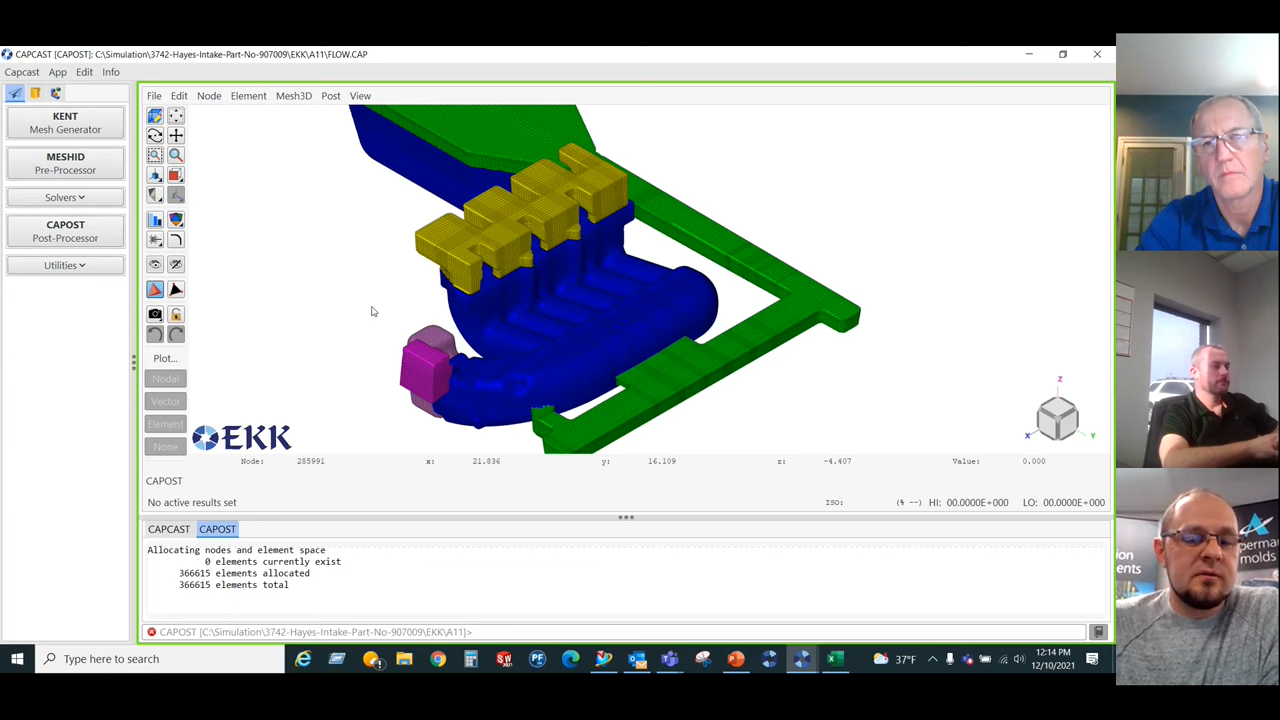 CAPCAST [CAPOST]: C:\Simulation\3742-Hayes-Intake-Part-No-907009\EKK\A11\FLOW.CAP
Capcast App Edit Info
File Edit Node Element Mesh3D Post View
KENT
Mesh Generator
MESHID
Pre-Processor
Solvers
CAPOST
Post-Processor
Utilities
Plot...
Nodal
Vector
Element
None
EKK
Z
X
Y
Node: 285991 x: 21.836 y: 16.109 z: -4.407 Value: 0.000
CAPOST
No active results set ISO: (% --) HI: 00.0000E+000 LO: 00.0000E+000
CAPCAST CAPOST
Allocating nodes and element space
0 elements currently exist
366615 elements allocated
366615 elements total
CAPOST [C:\Simulation\3742-Hayes-Intake-Part-No-907009\EKK\A11]>
Type here to search
37°F
12:14 PM
12/10/2021
permar
molds